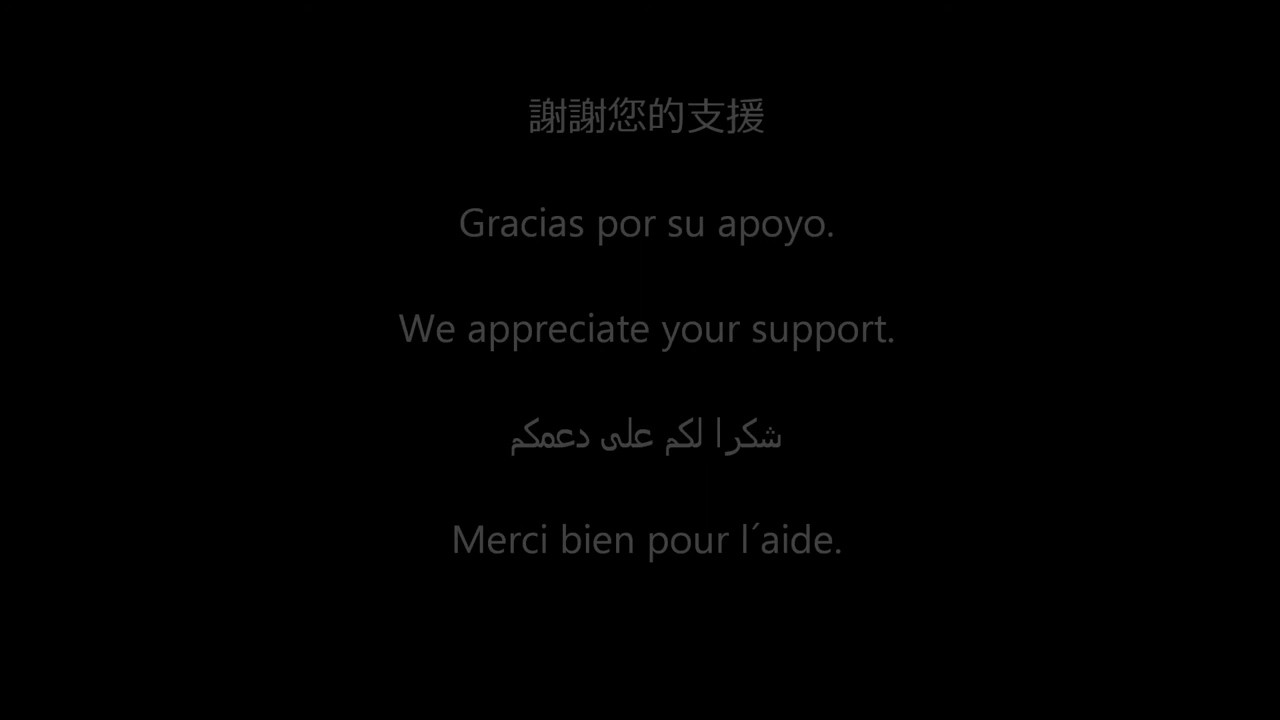 謝謝您的支援
Gracias por su apoyo.
We appreciate your support.
شكرا لكم على دعمكم
Merci bien pour l´aide.